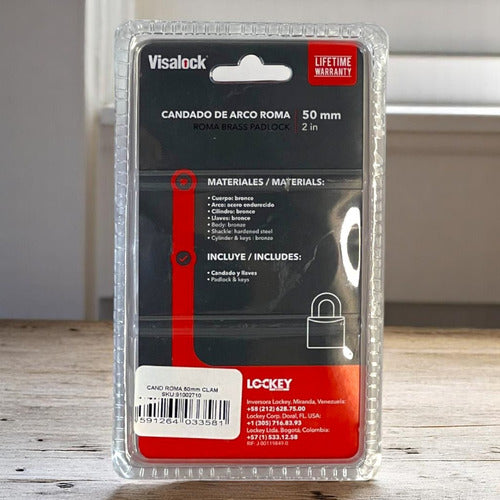 Visalock®
LIFETIME
WARRANTY
CANDADO DE ARCO ROMA
ROMA BRASS PADLOCK
50 mm
2 in
MATERIALES / MATERIALS:
• Cuerpo: bronce
• Arco: acero endurecido
• Cilindro: bronce
• Llaves: bronce
• Body: bronze
• Shackle: hardened steel
• Cylinder & keys : bronze
INCLUYE / INCLUDES:
• Candado y llaves
• Padlock & keys
CAND ROMA 50mm CLAM
SKU:91002710
591264 033581
LOCKEY
Inversora Lockey. Miranda, Venezuela:
+58 (212) 628.75.00
Lockey Corp. Doral, FL. USA:
+1 (305) 716.83.93
Lockey Ltda. Bogotá, Colombia:
+57 (1) 533.12.58